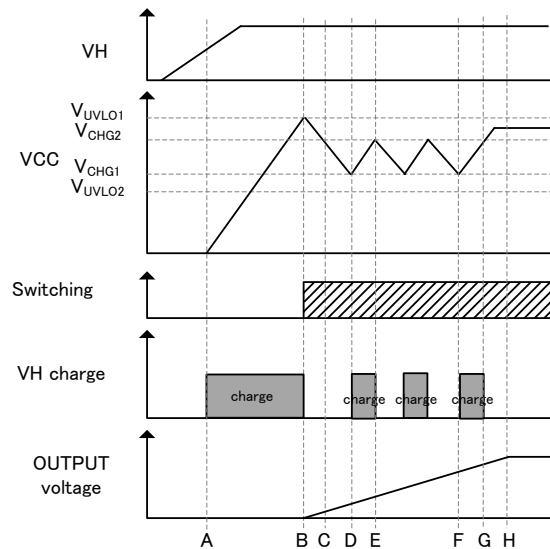 VH
VUVLO1
VCHG2
VCC
VCHG1
VUVLO2
Switching
VH charge
charge
charge
charge
charge
OUTPUT
voltage
A
B
C
D
E
F
G
H